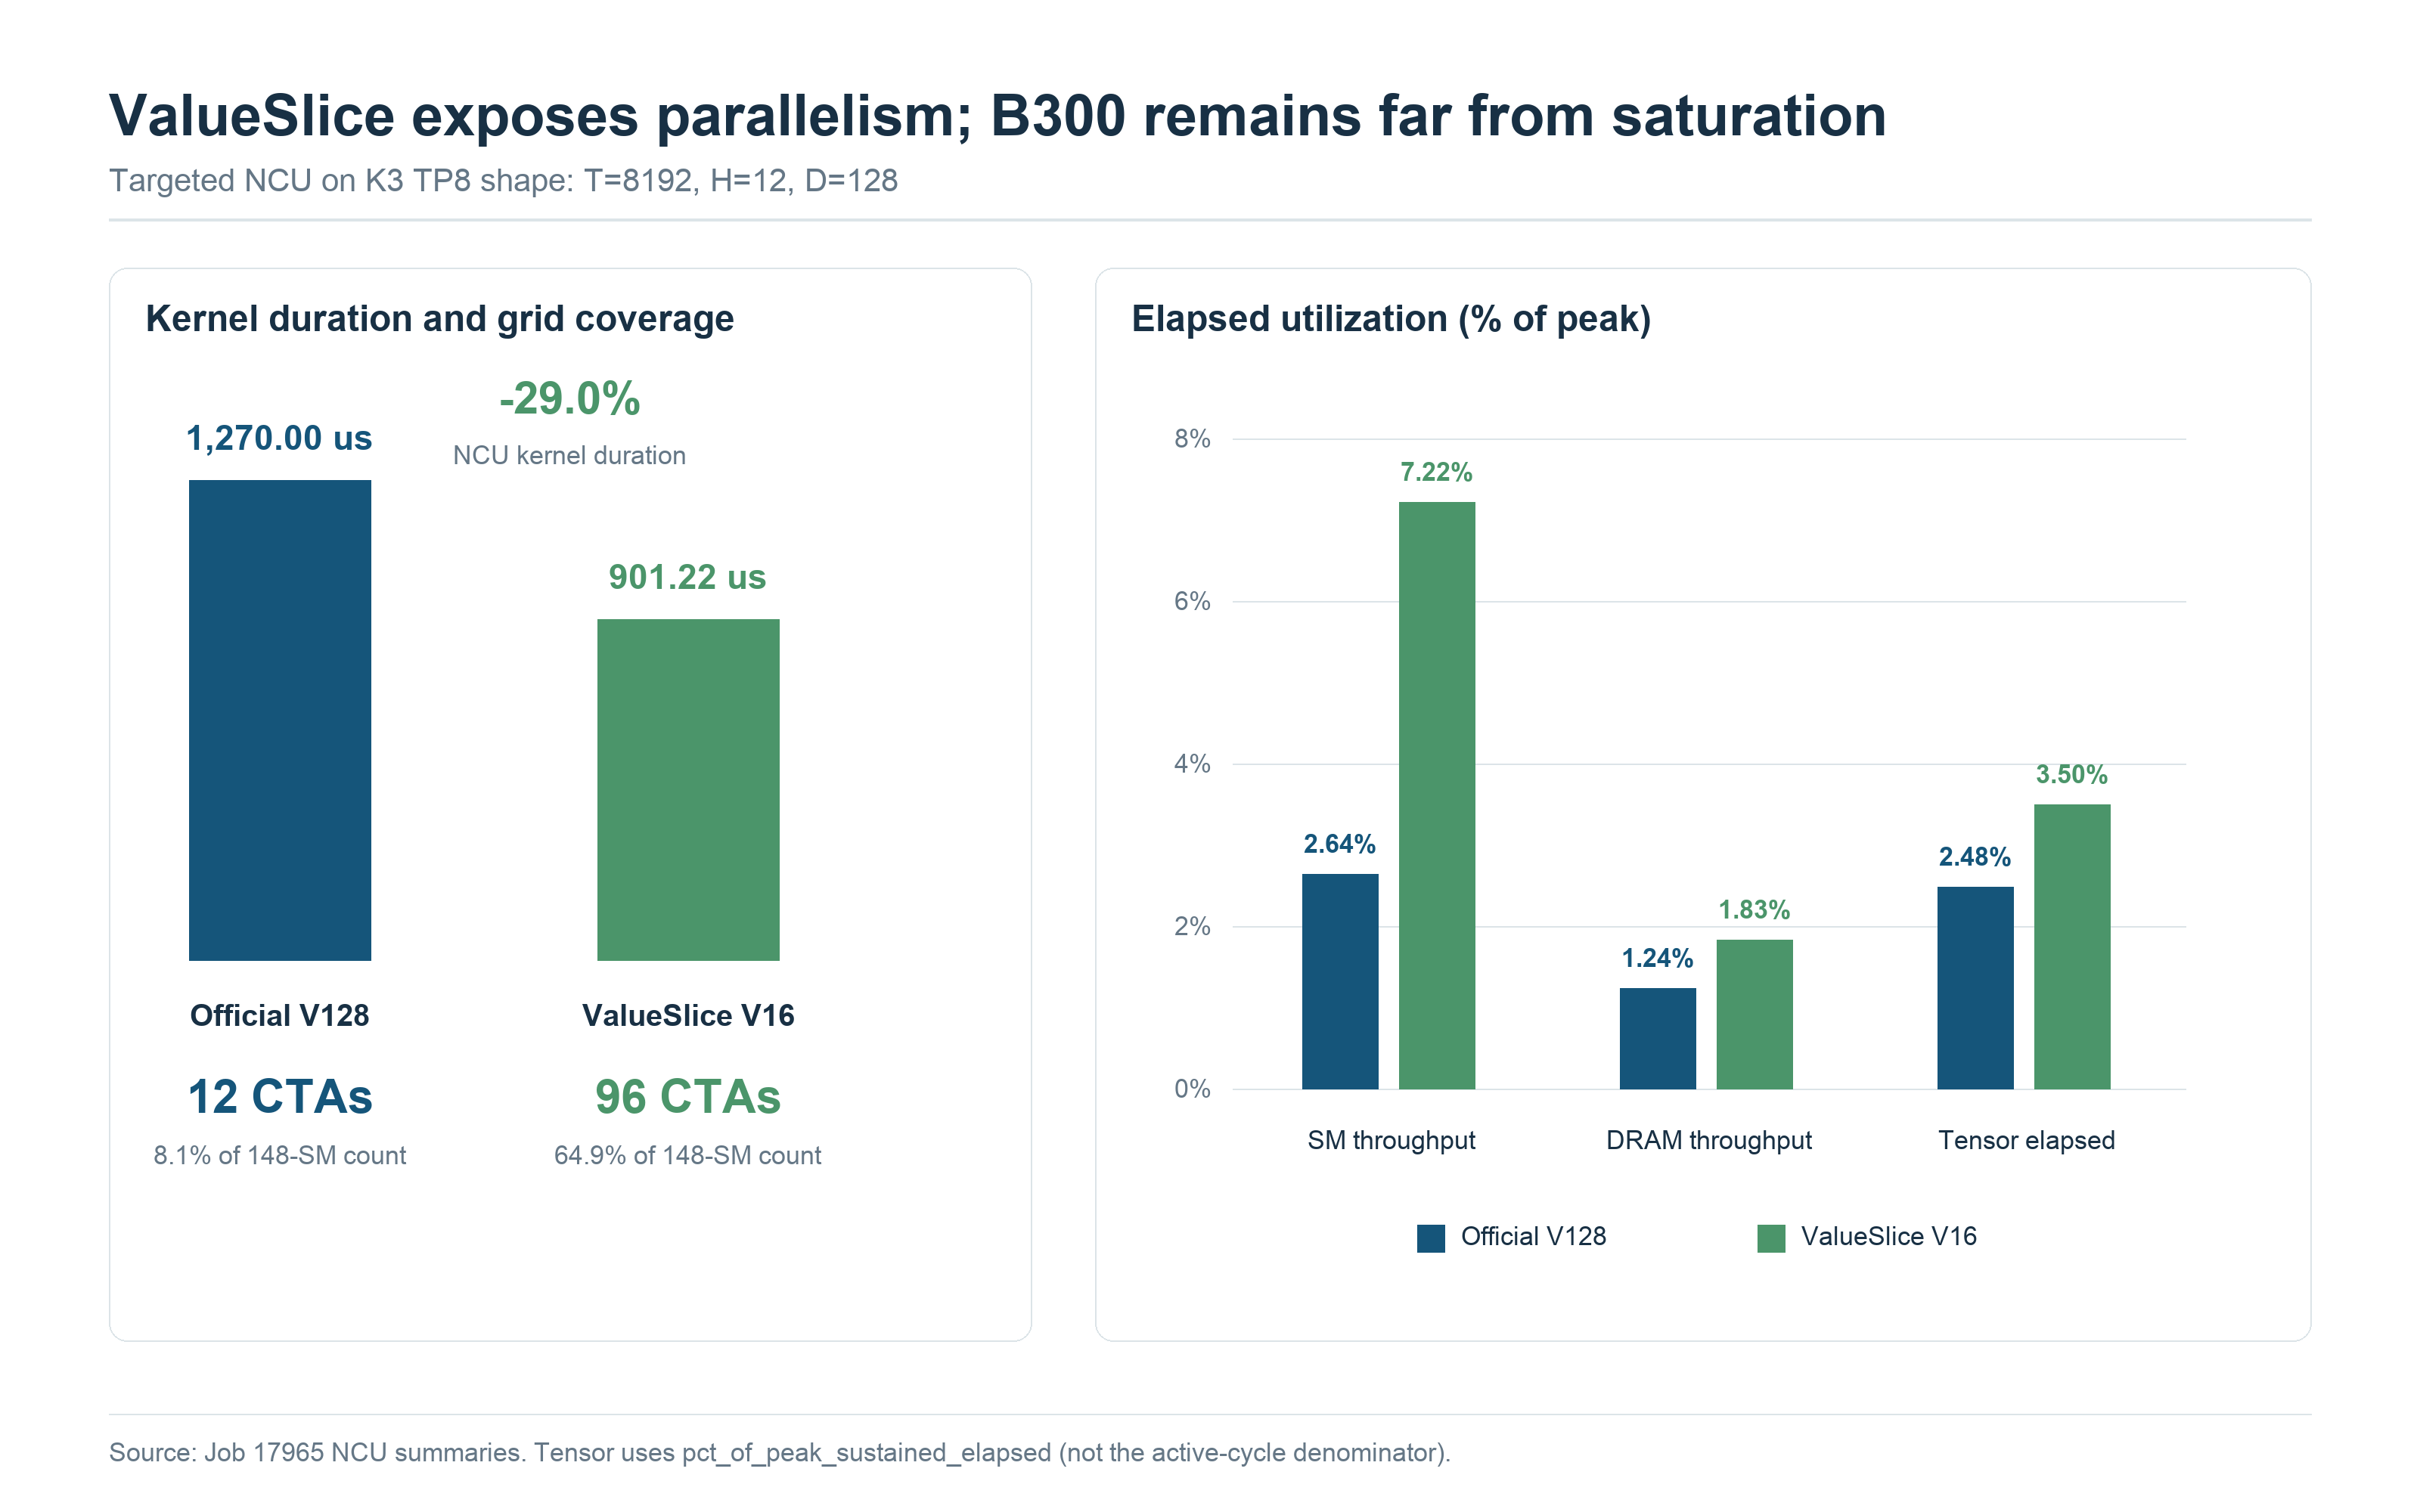 ValueSlice exposes parallelism; B300 remains far from saturation
Targeted NCU on K3 TP8 shape: T=8192, H=12, D=128
Kernel duration and grid coverage
-29.0%
NCU kernel duration
1,270.00 us
901.22 us
Official V128
ValueSlice V16
12 CTAs
96 CTAs
8.1% of 148-SM count
64.9% of 148-SM count
Elapsed utilization (% of peak)
8%
6%
4%
2%
0%
2.64%
7.22%
1.24%
1.83%
2.48%
3.50%
SM throughput
DRAM throughput
Tensor elapsed
Official V128
ValueSlice V16
Source: Job 17965 NCU summaries. Tensor uses pct_of_peak_sustained_elapsed (not the active-cycle denominator).